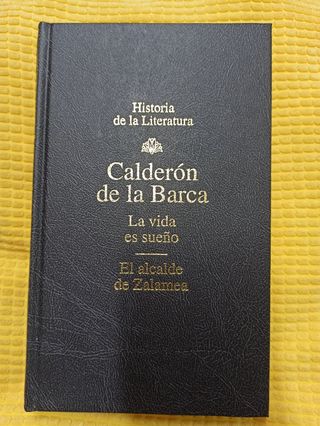 Historia
de la Literatura
Calderón
de la Barca
La vida
es sueño
El alcalde
de Zalamea